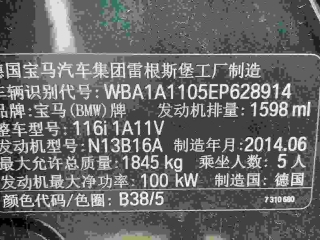 德国宝马汽车集团雷根斯堡工厂制造
车辆识别代号: WBA1A1105EP628914
品牌: 宝马(BMW)牌 发动机排量: 1598 ml
整车型号: 116i 1A11V
发动机型号: N13B16A 制造年月: 2014.06
最大允许总质量: 1845 kg 乘坐人数: 5 人
发动机最大净功率: 100 kW 制造国: 德国
颜色代码/色圈: B38/5
7 310 680